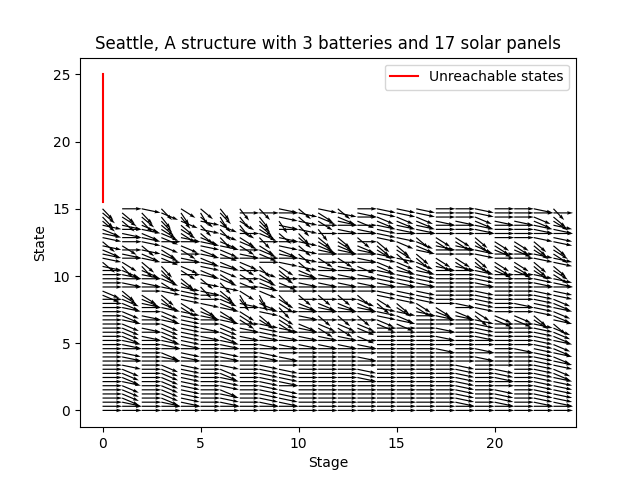 Seattle, A structure with 3 batteries and 17 solar panels
Unreachable states
25
20
15
10
5
0
State
0 5 10 15 20
Stage